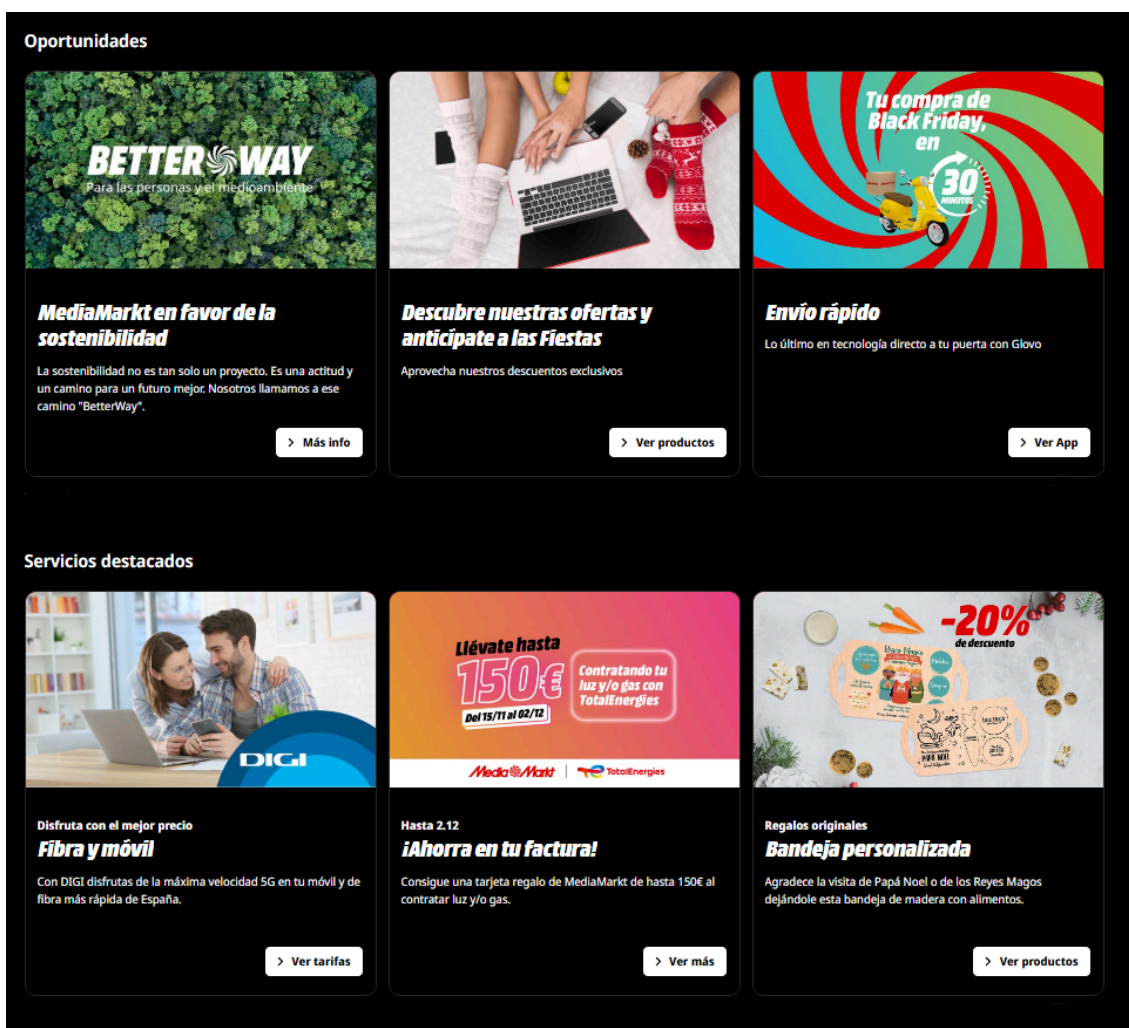 Oportunidades
BETTER WAY
Para las personas y el medioambiente
Tu compra de
Black Friday,
en
30
MINUTOS
MediaMarkt en favor de la
sostenibilidad
La sostenibilidad no es tan solo un proyecto. Es una actitud y
un camino para un futuro mejor. Nosotros llamamos a ese
camino "BetterWay".
> Más info
Descubre nuestras ofertas y
anticípate a las Fiestas
Aprovecha nuestros descuentos exclusivos
> Ver productos
Envío rápido
Lo último en tecnología directo a tu puerta con Glovo
> Ver App
Servicios destacados
DIGI
Llévate hasta
150€
Del 15/11 al 02/12
Contratando tu
luz y/o gas con
TotalEnergies
MediaMarkt
TotalEnergies
-20%
de descuento
Reyes Magos
PAPÁ NOEL
Disfruta con el mejor precio
Fibra y móvil
Con DIGI disfrutas de la máxima velocidad 5G en tu móvil y de
fibra más rápida de España.
> Ver tarifas
Hasta 2.12
¡Ahorra en tu factura!
Consigue una tarjeta regalo de MediaMarkt de hasta 150€ al
contratar luz y/o gas.
> Ver más
Regalos originales
Bandeja personalizada
Agradece la visita de Papá Noel o de los Reyes Magos
dejándole esta bandeja de madera con alimentos.
> Ver productos